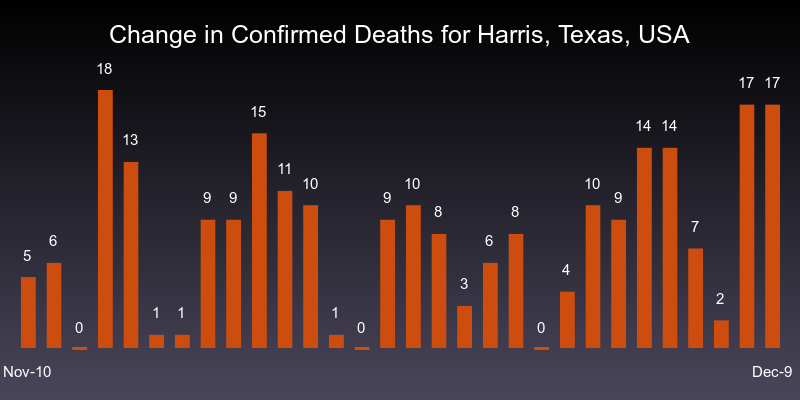 Change in Confirmed Deaths for Harris, Texas, USA
5 6 0 18 13 1 1 9 9 15 11 10 1 0 9 10 8 3 6 8 0 4 10 9 14 14 7 2 17 17
Nov-10 Dec-9